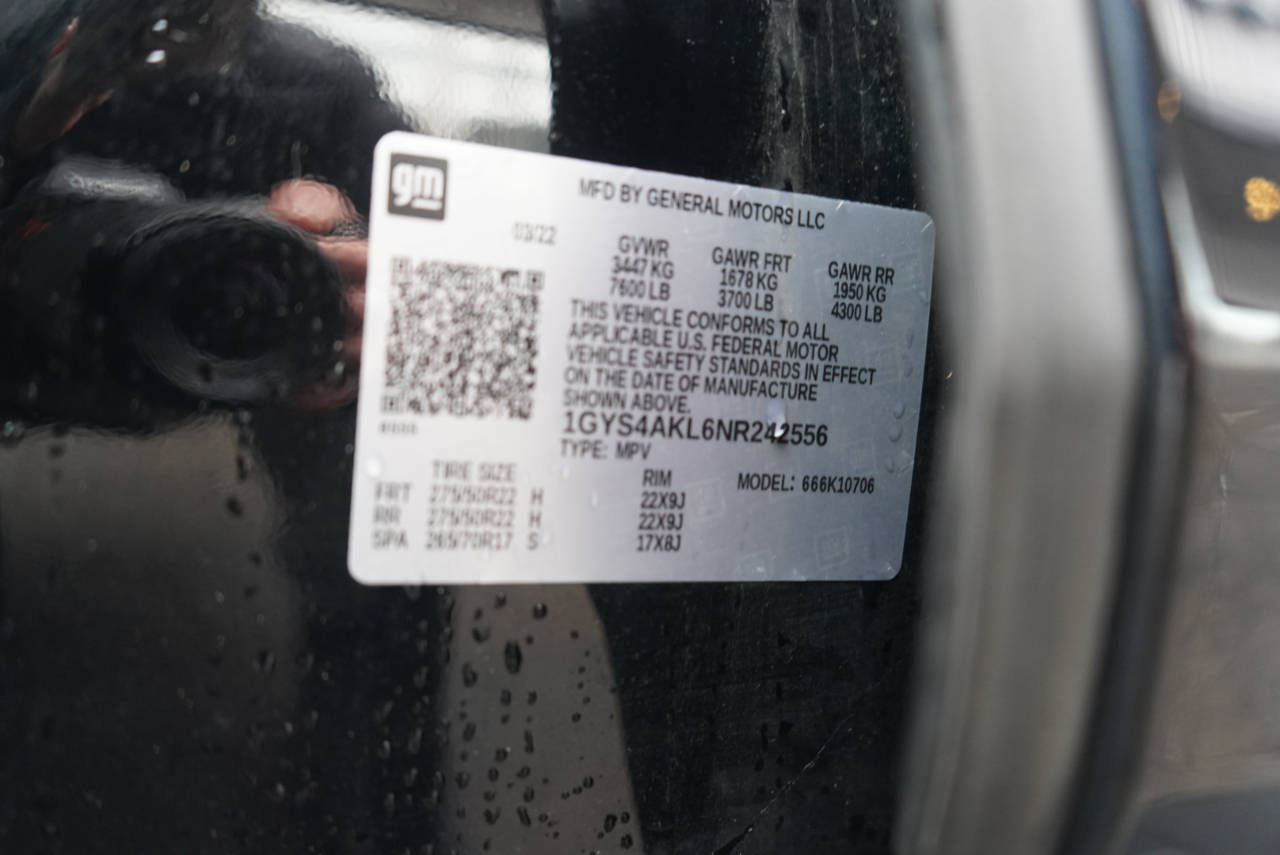 gm
MFD BY GENERAL MOTORS LLC
03/22
GVWR GAWR FRT GAWR RR
3447 KG 1678 KG 1950 KG
7600 LB 3700 LB 4300 LB
THIS VEHICLE CONFORMS TO ALL
APPLICABLE U.S. FEDERAL MOTOR
VEHICLE SAFETY STANDARDS IN EFFECT
ON THE DATE OF MANUFACTURE
SHOWN ABOVE.
1GYS4AKL6NR242556
TYPE: MPV
TIRE SIZE RIM MODEL: 666K10706
FRT 275/50R22 H 22X9J
RR 275/50R22 H 22X9J
SPA 265/70R17 S 17X8J